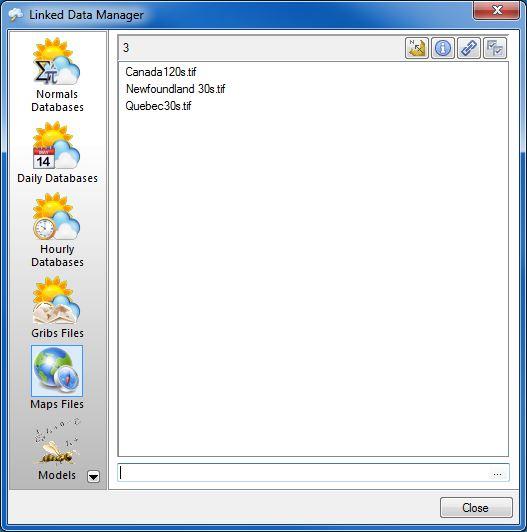 Linked Data Manager
Normals
Databases
14
Daily Databases
Hourly
Databases
Gribs Files
Maps Files
Models
3
Canada120s.tif
Newfoundland 30s.tif
Quebec30s.tif
...
Close